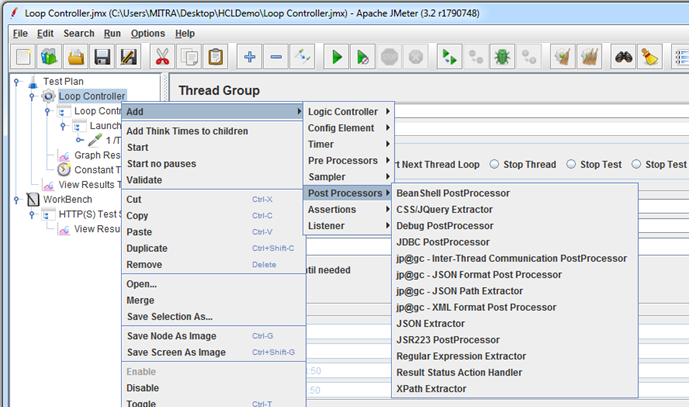 Loop Controller.jmx (C:\Users\MITRA\Desktop\HCLDemo\Loop Controller.jmx) - Apache JMeter (3.2 r1790748)
File Edit Search Run Options Help
Test Plan
Loop Controller
Loop Cont
Launch
1 /T
Graph Res
Constant T
View Results T
WorkBench
HTTP(S) Test S
View Resul
Thread Group
Next Thread Loop Stop Thread Stop Test Stop Test
until needed
:50
:50
Add
Add Think Times to children
Start
Start no pauses
Validate
Cut Ctrl-X
Copy Ctrl-C
Paste Ctrl-V
Duplicate Ctrl+Shift-C
Remove Delete
Open...
Merge
Save Selection As...
Save Node As Image Ctrl-G
Save Screen As Image Ctrl+Shift-G
Enable
Disable
Toggle Ctrl-T
Logic Controller
Config Element
Timer
Pre Processors
Sampler
Post Processors
Assertions
Listener
BeanShell PostProcessor
CSS/JQuery Extractor
Debug PostProcessor
JDBC PostProcessor
jp@gc - Inter-Thread Communication PostProcessor
jp@gc - JSON Format Post Processor
jp@gc - JSON Path Extractor
jp@gc - XML Format Post Processor
JSON Extractor
JSR223 PostProcessor
Regular Expression Extractor
Result Status Action Handler
XPath Extractor